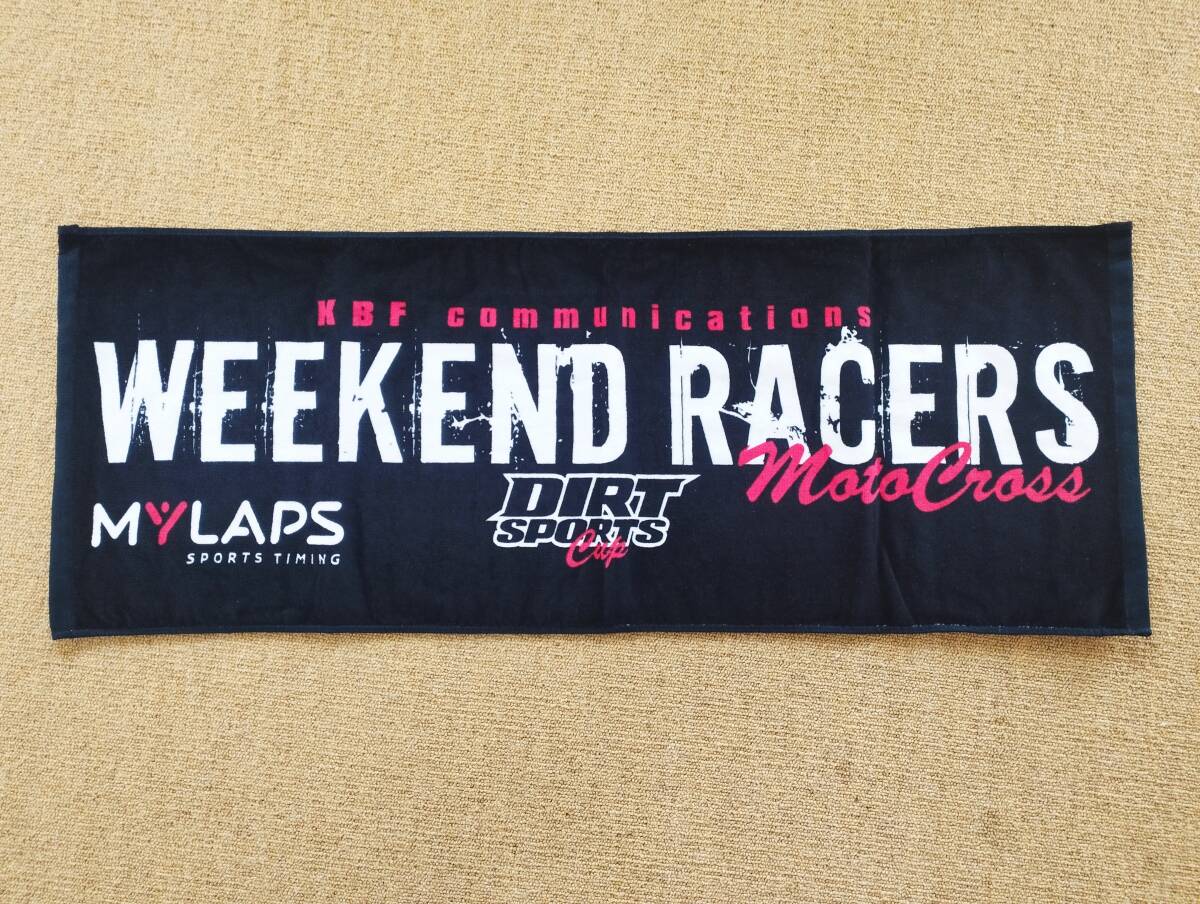 KBF communications
WEEKEND RACERS
MotoCross
MYLAPS
SPORTS TIMING
DIRT
SPORTS
Cup